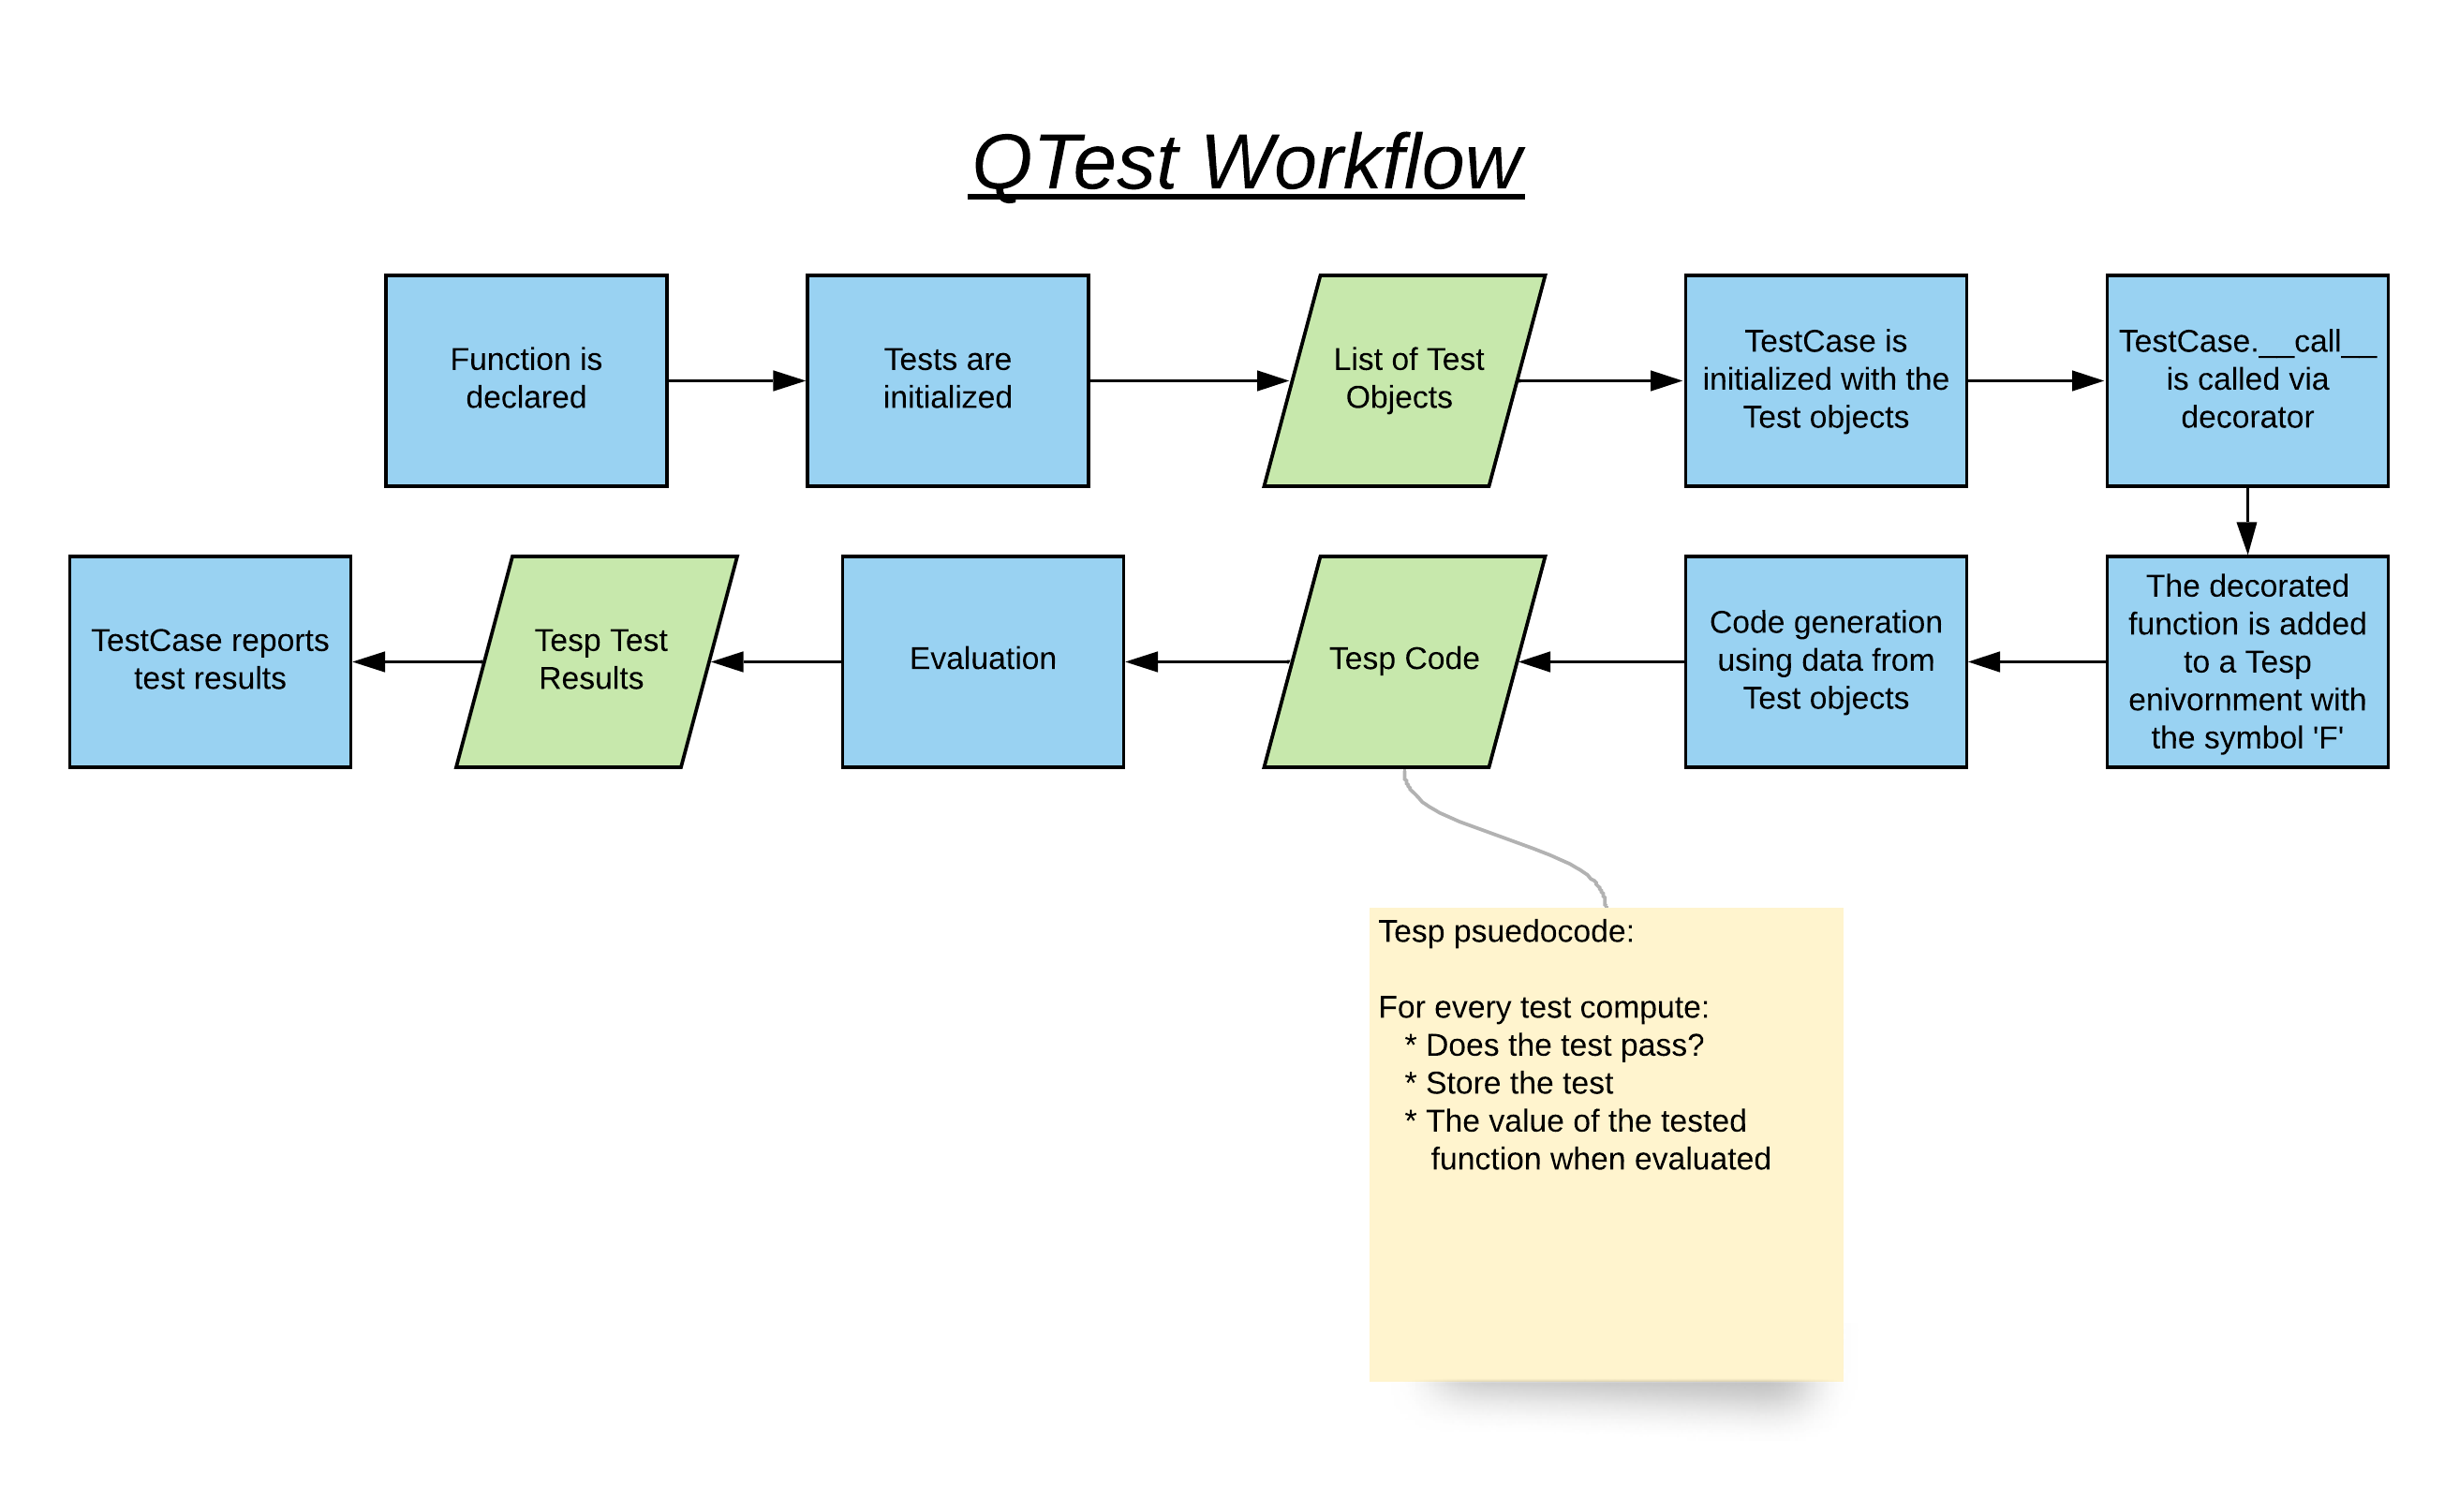 QTest Workflow
Function is
declared
Tests are
initialized
List of Test
Objects
TestCase is
initialized with the
Test objects
TestCase.__call__
is called via
decorator
TestCase reports
test results
Tesp Test
Results
Evaluation
Tesp Code
Code generation
using data from
Test objects
The decorated
function is added
to a Tesp
enivornment with
the symbol 'F'
Tesp psuedocode:
For every test compute:
* Does the test pass?
* Store the test
* The value of the tested
function when evaluated